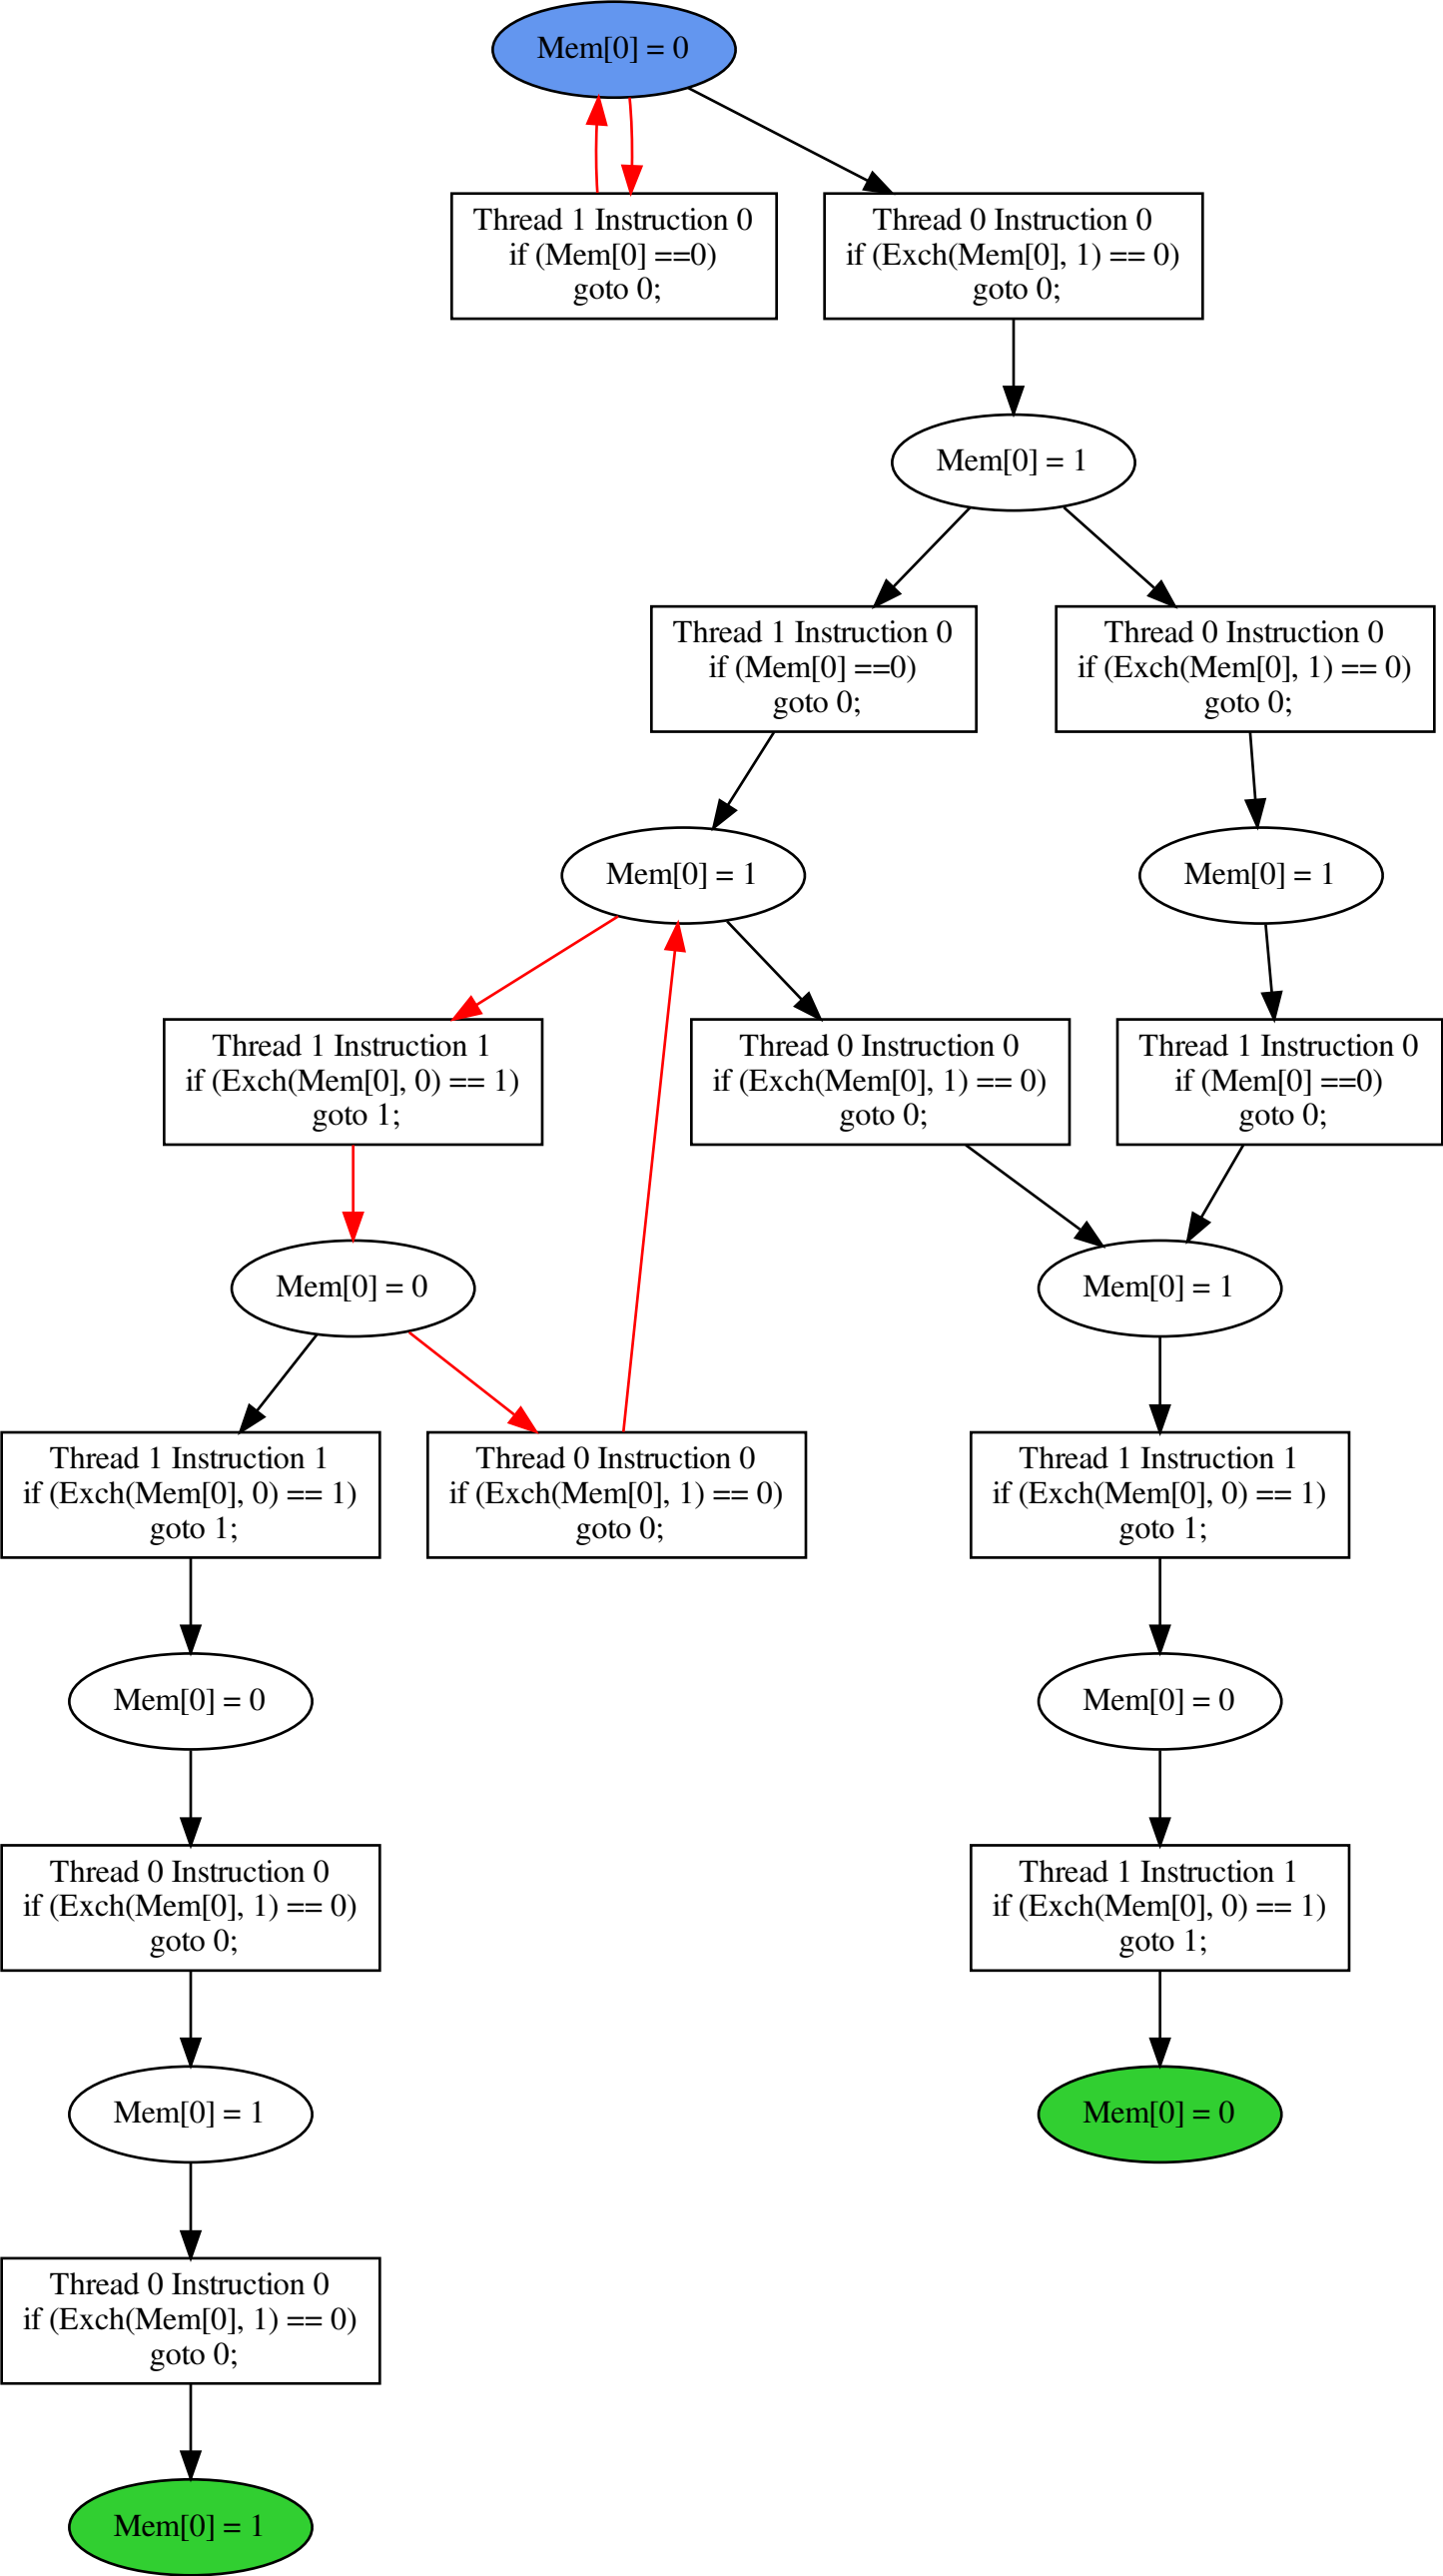 Mem[0] = 0
Thread 1 Instruction 0
if (Mem[0] ==0)
goto 0;
Thread 0 Instruction 0
if (Exch(Mem[0], 1) == 0)
goto 0;
Mem[0] = 1
Thread 1 Instruction 0
if (Mem[0] ==0)
goto 0;
Thread 0 Instruction 0
if (Exch(Mem[0], 1) == 0)
goto 0;
Mem[0] = 1
Mem[0] = 1
Thread 1 Instruction 1
if (Exch(Mem[0], 0) == 1)
goto 1;
Thread 0 Instruction 0
if (Exch(Mem[0], 1) == 0)
goto 0;
Thread 1 Instruction 0
if (Mem[0] ==0)
goto 0;
Mem[0] = 0
Mem[0] = 1
Thread 1 Instruction 1
if (Exch(Mem[0], 0) == 1)
goto 1;
Thread 0 Instruction 0
if (Exch(Mem[0], 1) == 0)
goto 0;
Thread 1 Instruction 1
if (Exch(Mem[0], 0) == 1)
goto 1;
Mem[0] = 0
Mem[0] = 0
Thread 0 Instruction 0
if (Exch(Mem[0], 1) == 0)
goto 0;
Thread 1 Instruction 1
if (Exch(Mem[0], 0) == 1)
goto 1;
Mem[0] = 1
Mem[0] = 0
Thread 0 Instruction 0
if (Exch(Mem[0], 1) == 0)
goto 0;
Mem[0] = 1